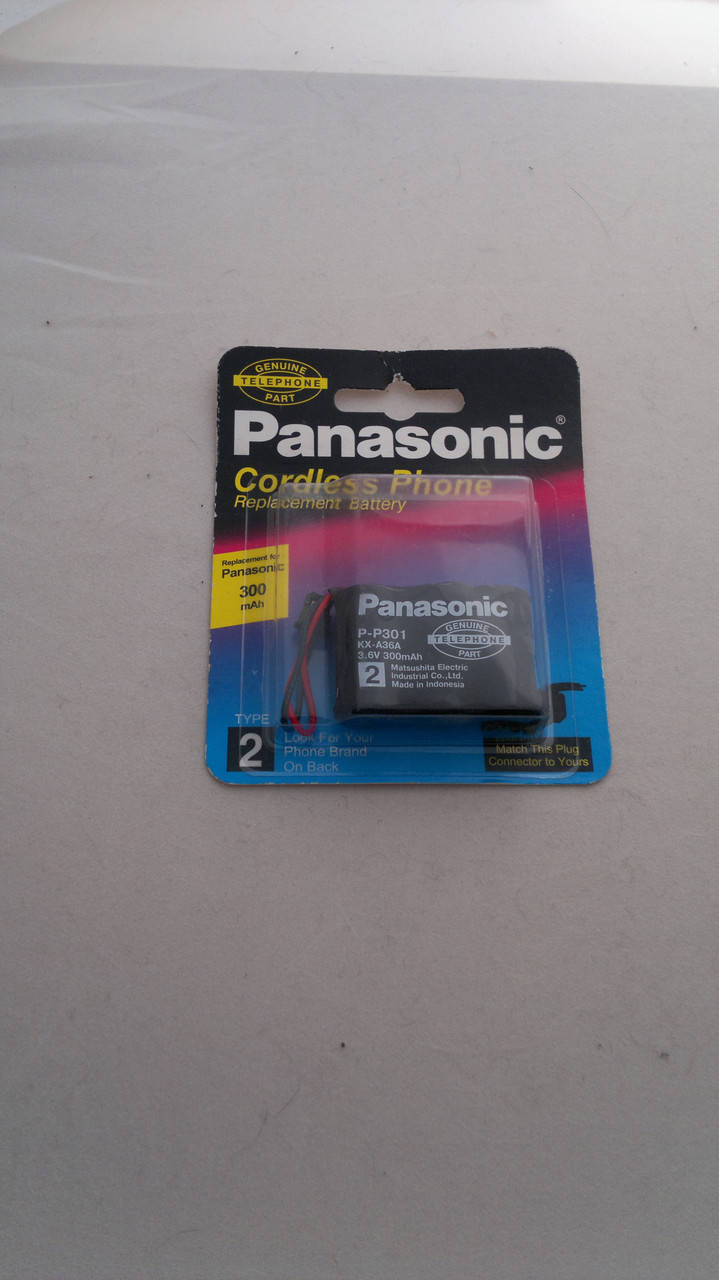 GENUINE
TELEPHONE
PART
Panasonic®
Cordless Phone
Replacement Battery
Replacement for
Panasonic
300
mAh
Panasonic
P-P301
KX-A36A
3.6V 300mAh
GENUINE
TELEPHONE
PART
2
Matsushita Electric
Industrial Co.,Ltd.
Made in Indonesia
TYPE
2
Look For Your
Phone Brand
On Back
Match This Plug
Connector to Yours